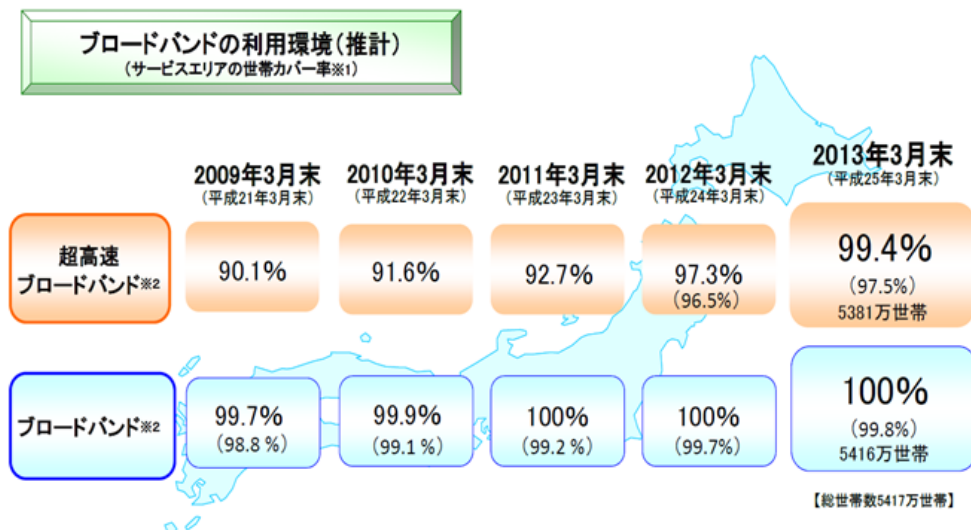 ブロードバンドの利用環境(推計)
(サービスエリアの世帯カバー率※1)
2009年3月末 2010年3月末 2011年3月末 2012年3月末 2013年3月末
(平成21年3月末) (平成22年3月末) (平成23年3月末) (平成24年3月末) (平成25年3月末)
超高速
ブロードバンド※2
90.1% 91.6% 92.7% 97.3% 99.4%
(96.5%) (97.5%)
5381万世帯
ブロードバンド※2
99.7% 99.9% 100% 100% 100%
(98.8%) (99.1%) (99.2%) (99.7%) (99.8%)
5416万世帯
【総世帯数5417万世帯】